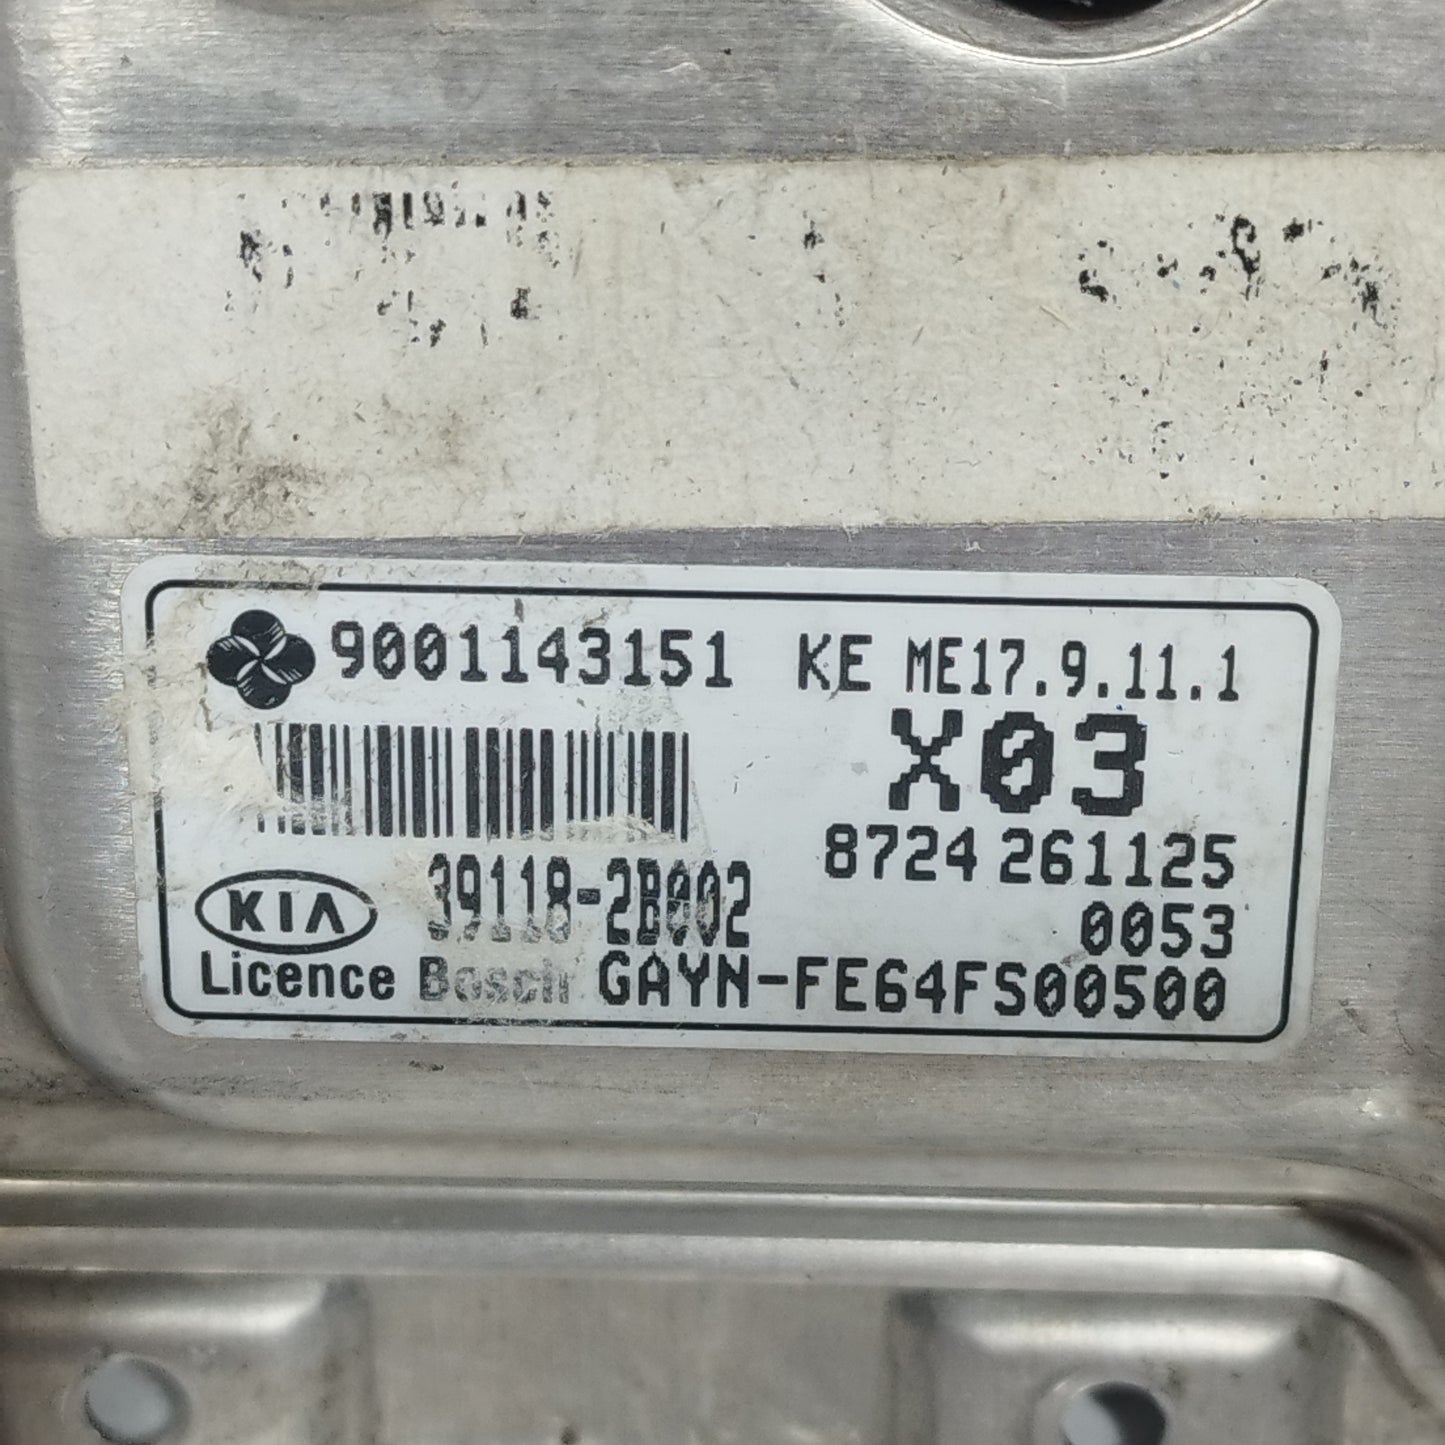 9001143151 KE ME17.9.11.1
X03
8724 261125
KIA 39118-2B002 0053
Licence Bosch GAYN-FE64FS00500